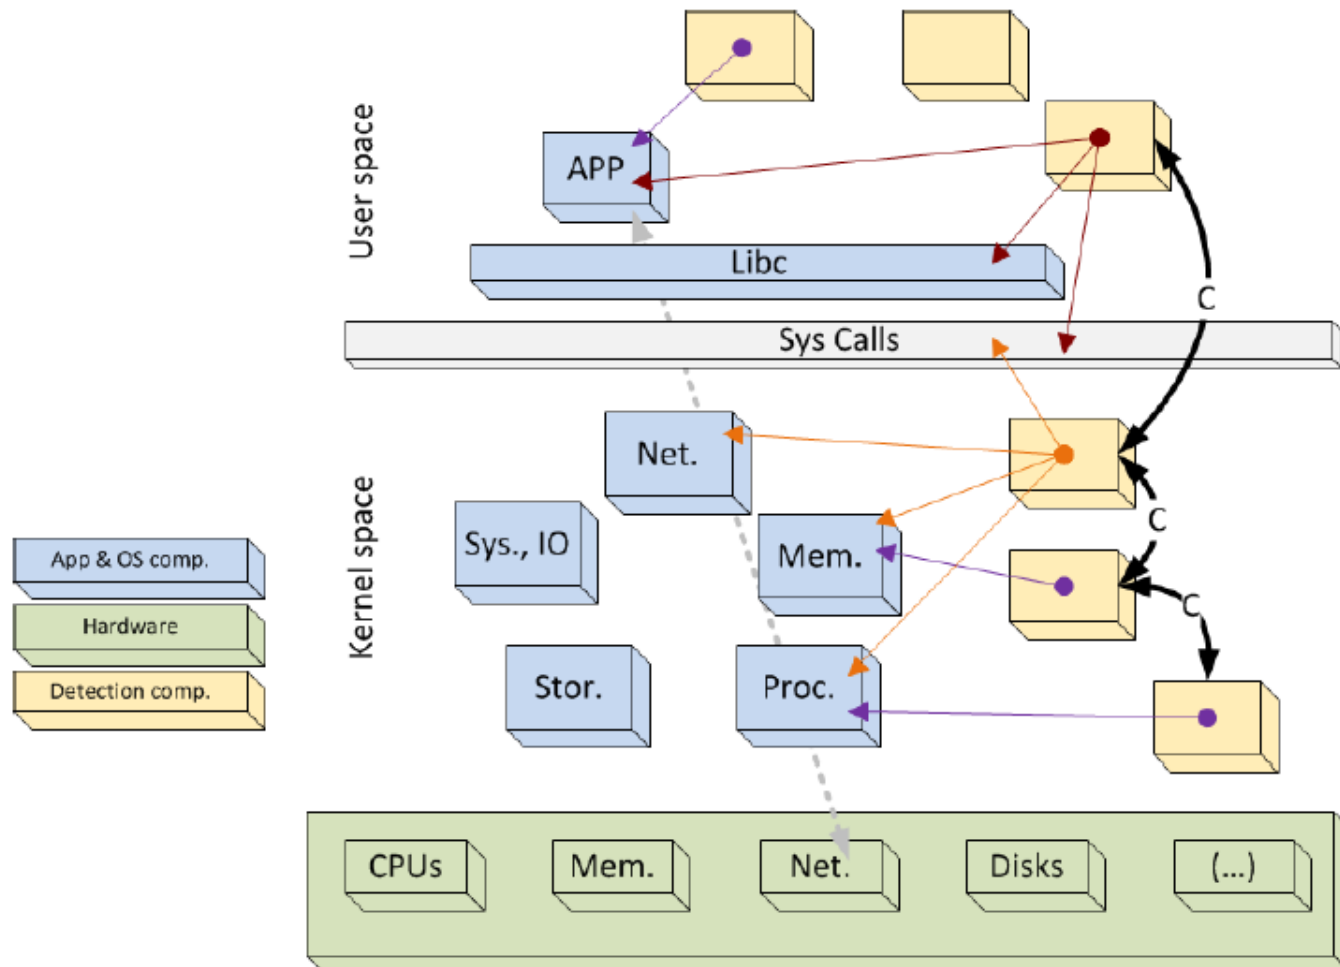 User space
APP
Libc
C
Sys Calls
Kernel space
Net.
Sys., IO
Mem.
C
C
Stor.
Proc.
App & OS comp.
Hardware
Detection comp.
CPUs
Mem.
Net.
Disks
(...)